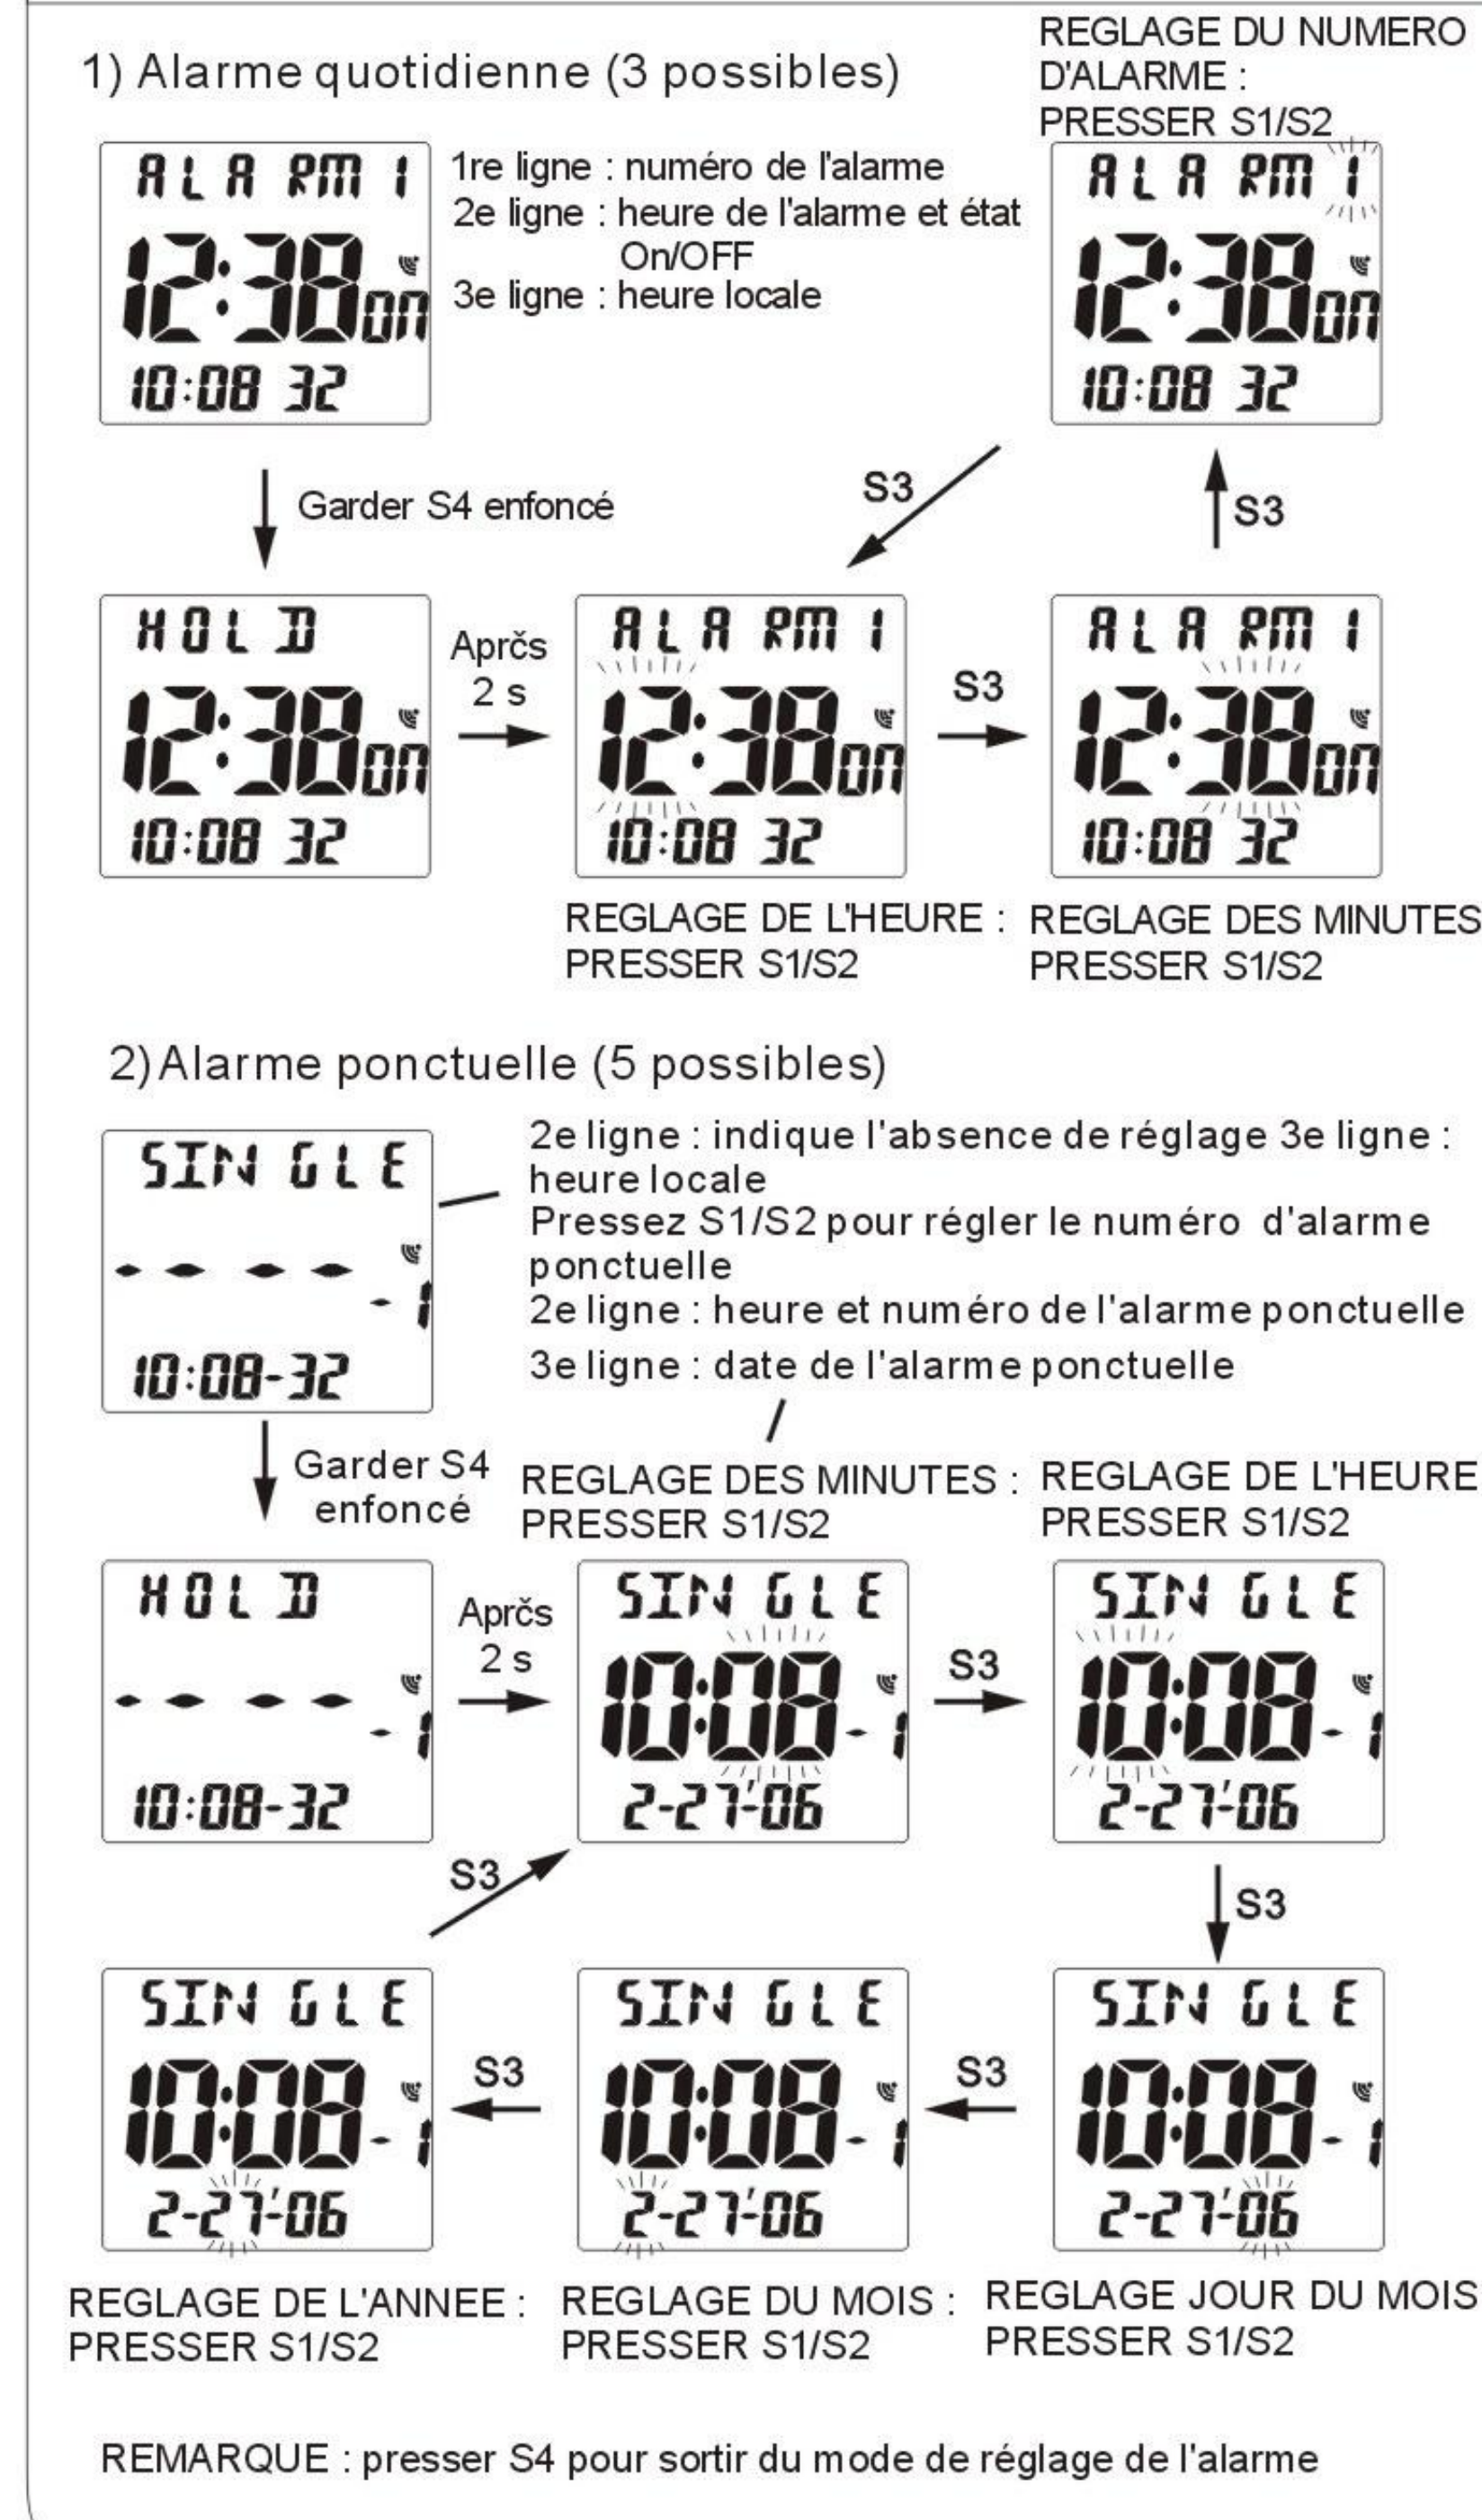 1) Alarme quotidienne (3 possibles)
REGLAGE DU NUMERO
D'ALARME :
PRESSER S1/S2
ALARM 1
12:38 on
10:08 32
1re ligne : numéro de l'alarme
2e ligne : heure de l'alarme et état
On/OFF
3e ligne : heure locale
ALARM 1
12:38 on
10:08 32
Garder S4 enfoncé
S3
S3
HOLD
12:38 on
10:08 32
Aprčs
2 s
ALARM 1
12:38 on
10:08 32
S3
ALARM 1
12:38 on
10:08 32
REGLAGE DE L'HEURE :
PRESSER S1/S2
REGLAGE DES MINUTES
PRESSER S1/S2
2) Alarme ponctuelle (5 possibles)
SINGLE
- - - - -1
10:08-32
2e ligne : indique l'absence de réglage 3e ligne :
heure locale
Pressez S1/S2 pour régler le numéro d'alarme
ponctuelle
2e ligne : heure et numéro de l'alarme ponctuelle
3e ligne : date de l'alarme ponctuelle
Garder S4
enfoncé
REGLAGE DES MINUTES :
PRESSER S1/S2
REGLAGE DE L'HEURE
PRESSER S1/S2
HOLD
- - - - -1
10:08-32
Aprčs
2 s
SINGLE
10:08 -1
2-27'-06
S3
SINGLE
10:08 -1
2-27'-06
S3
S3
SINGLE
10:08 -1
2-27'-06
S3
SINGLE
10:08 -1
2-27'-06
S3
SINGLE
10:08 -1
2-27'-06
REGLAGE DE L'ANNEE :
PRESSER S1/S2
REGLAGE DU MOIS :
PRESSER S1/S2
REGLAGE JOUR DU MOIS
PRESSER S1/S2
REMARQUE : presser S4 pour sortir du mode de réglage de l'alarme